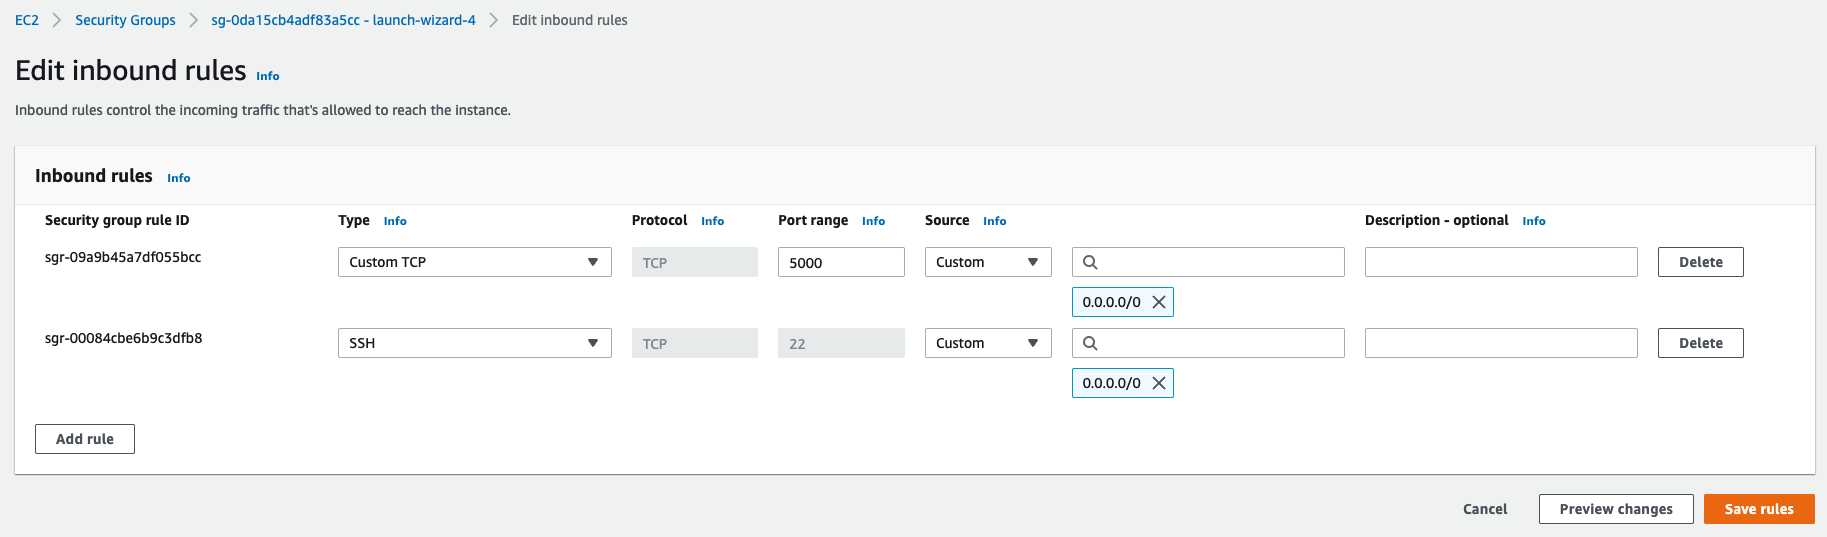 EC2 Security Groups sg-0da15cb4adf83a5cc - launch-wizard-4 Edit inbound rules
Edit inbound rules Info
Inbound rules control the incoming traffic that's allowed to reach the instance.
Inbound rules Info
Security group rule ID Type Info Protocol Info Port range Info Source Info Description - optional Info
sgr-09a9b45a7df055bcc Custom TCP TCP 5000 Custom Delete
0.0.0.0/0
sgr-00084cbe6b9c3dfb8 SSH TCP 22 Custom Delete
0.0.0.0/0
Add rule
Cancel Preview changes Save rules